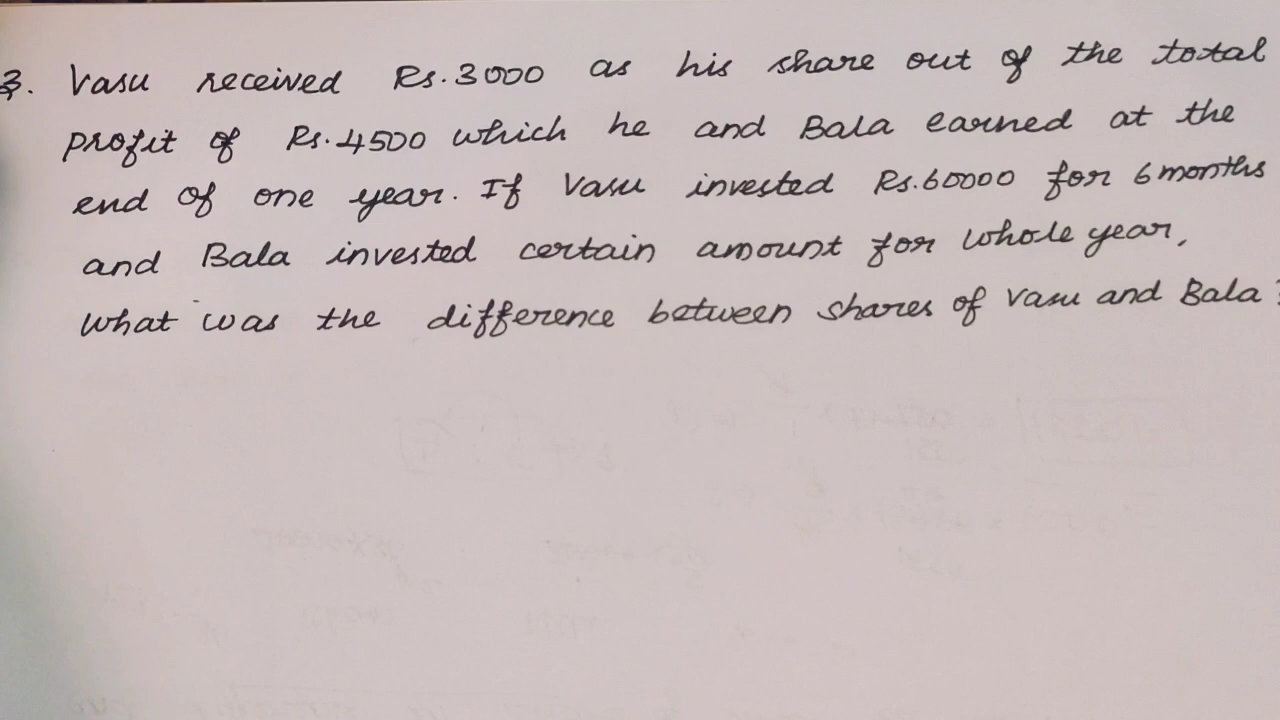 3. Vasu received Rs.3000 as his share out of the total
profit of Rs.4500 which he and Bala earned at the
end of one year. If Vasu invested Rs.60000 for 6 months
and Bala invested certain amount for whole year,
What was the difference between shares of Vasu and Bala?